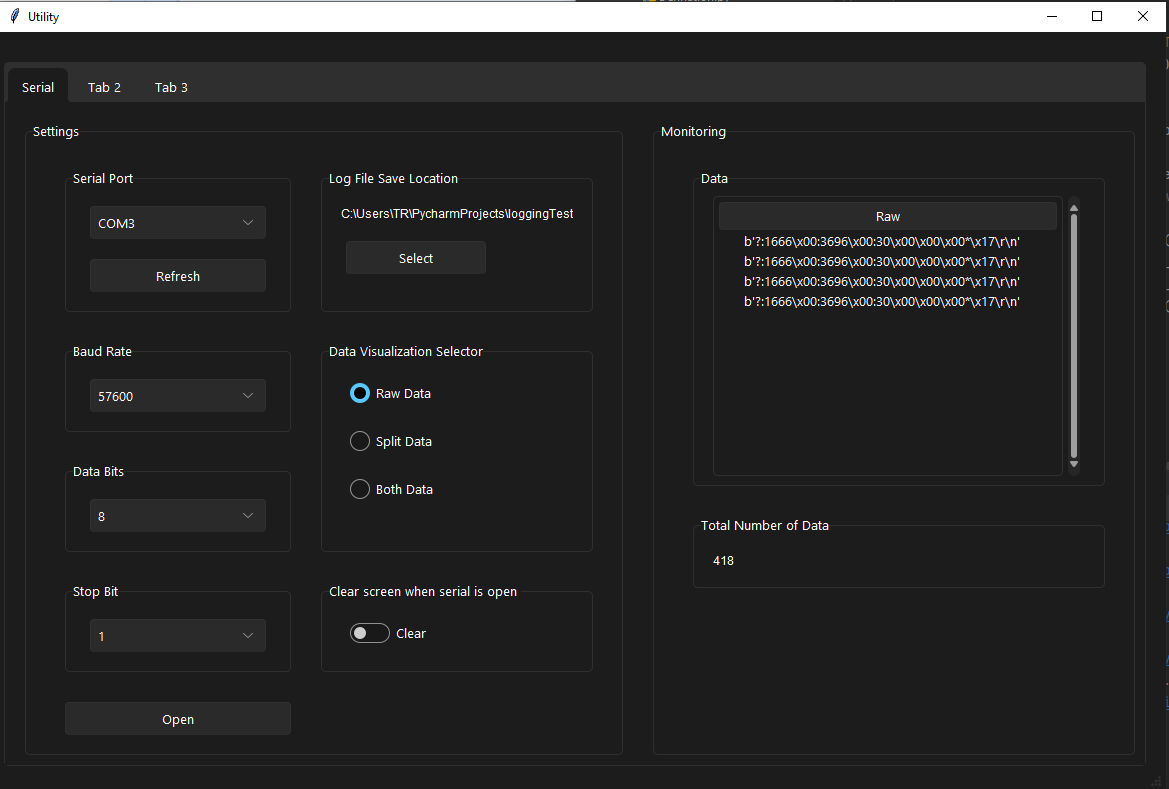 Utility
Serial
Tab 2
Tab 3
Settings
Serial Port
COM3
Refresh
Log File Save Location
C:\Users\TR\PycharmProjects\loggingTest
Select
Baud Rate
57600
Data Visualization Selector
Raw Data
Split Data
Both Data
Data Bits
8
Stop Bit
1
Clear screen when serial is open
Clear
Open
Monitoring
Data
Raw
b'?:1666\x00:3696\x00:30\x00\x00\x00*\x17\r\n'
b'?:1666\x00:3696\x00:30\x00\x00\x00*\x17\r\n'
b'?:1666\x00:3696\x00:30\x00\x00\x00*\x17\r\n'
b'?:1666\x00:3696\x00:30\x00\x00\x00*\x17\r\n'
Total Number of Data
418